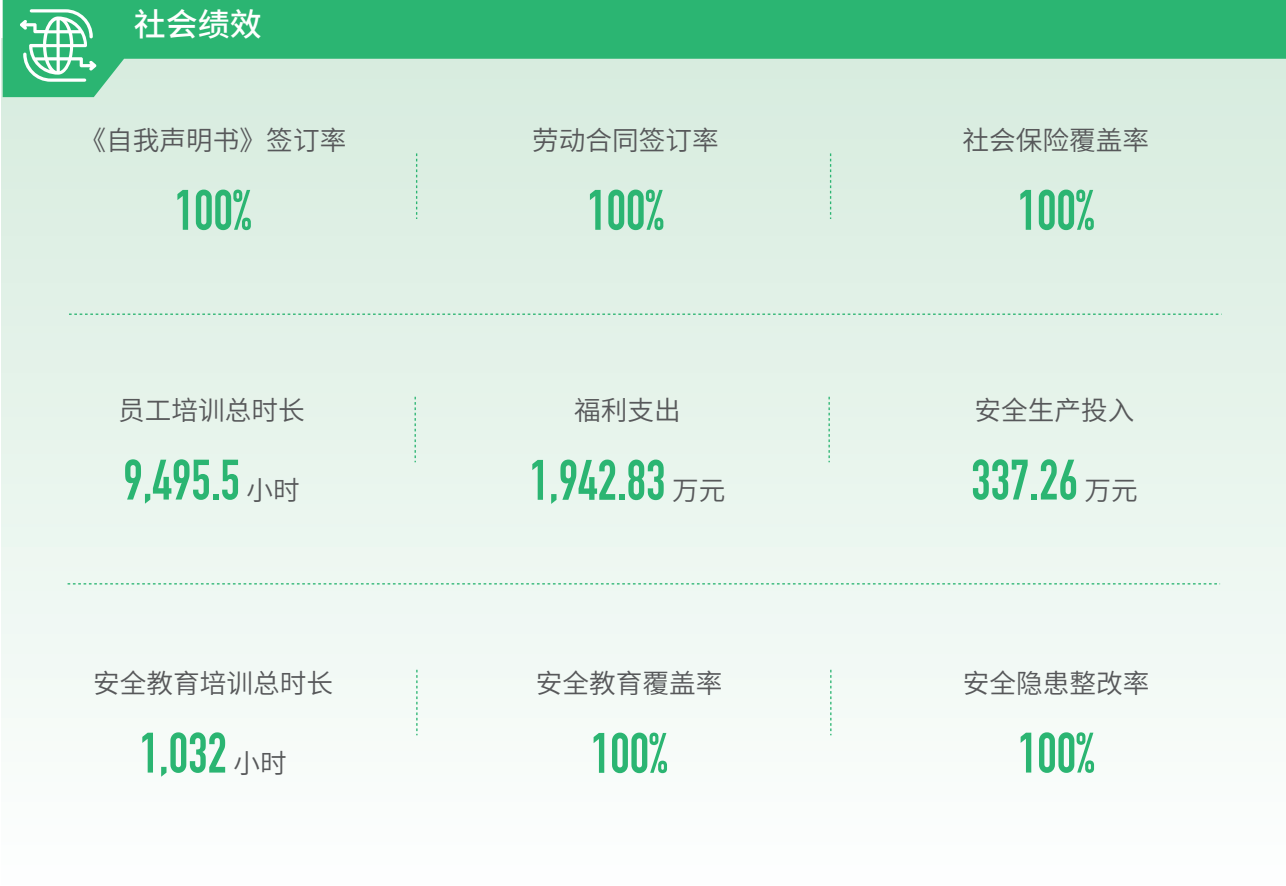 社会绩效
《自我声明书》签订率
劳动合同签订率
社会保险覆盖率
100%
100%
100%
员工培训总时长
福利支出
安全生产投入
9,495.5 小时
1,942.83 万元
337.26 万元
安全教育培训总时长
安全教育覆盖率
安全隐患整改率
1,032 小时
100%
100%